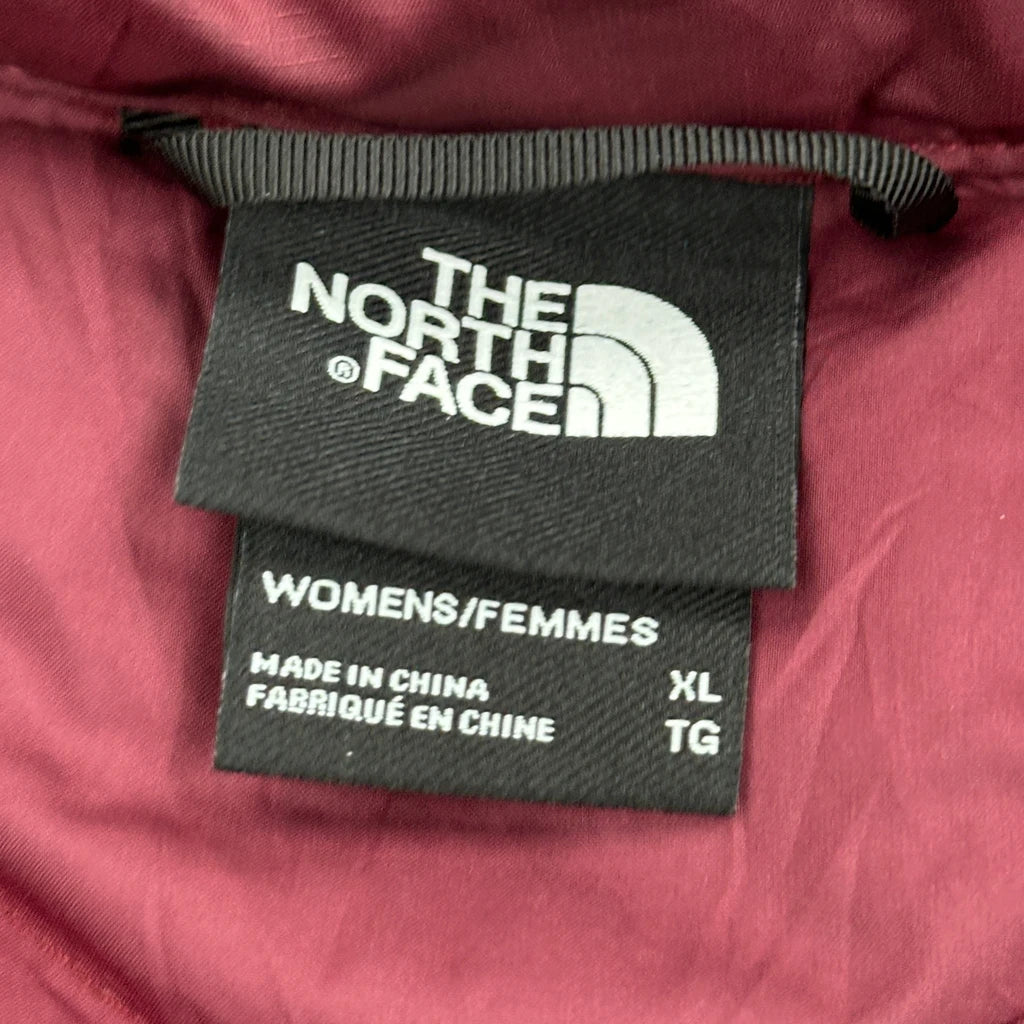 THE
NORTH
®FACE
WOMENS/FEMMES
MADE IN CHINA XL
FABRIQUÉ EN CHINE TG